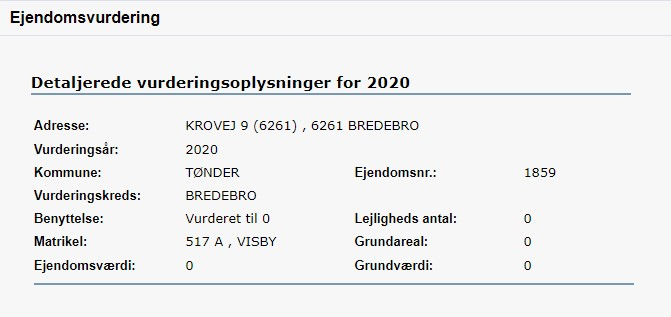 Ejendomsvurdering
Detaljerede vurderingsoplysninger for 2020
Adresse: KROVEJ 9 (6261) , 6261 BREDEBRO
Vurderingsår: 2020
Kommune: TØNDER Ejendomsnr.: 1859
Vurderingskreds: BREDEBRO
Benyttelse: Vurderet til 0 Lejligheds antal: 0
Matrikel: 517 A , VISBY Grundareal: 0
Ejendomsværdi: 0 Grundværdi: 0